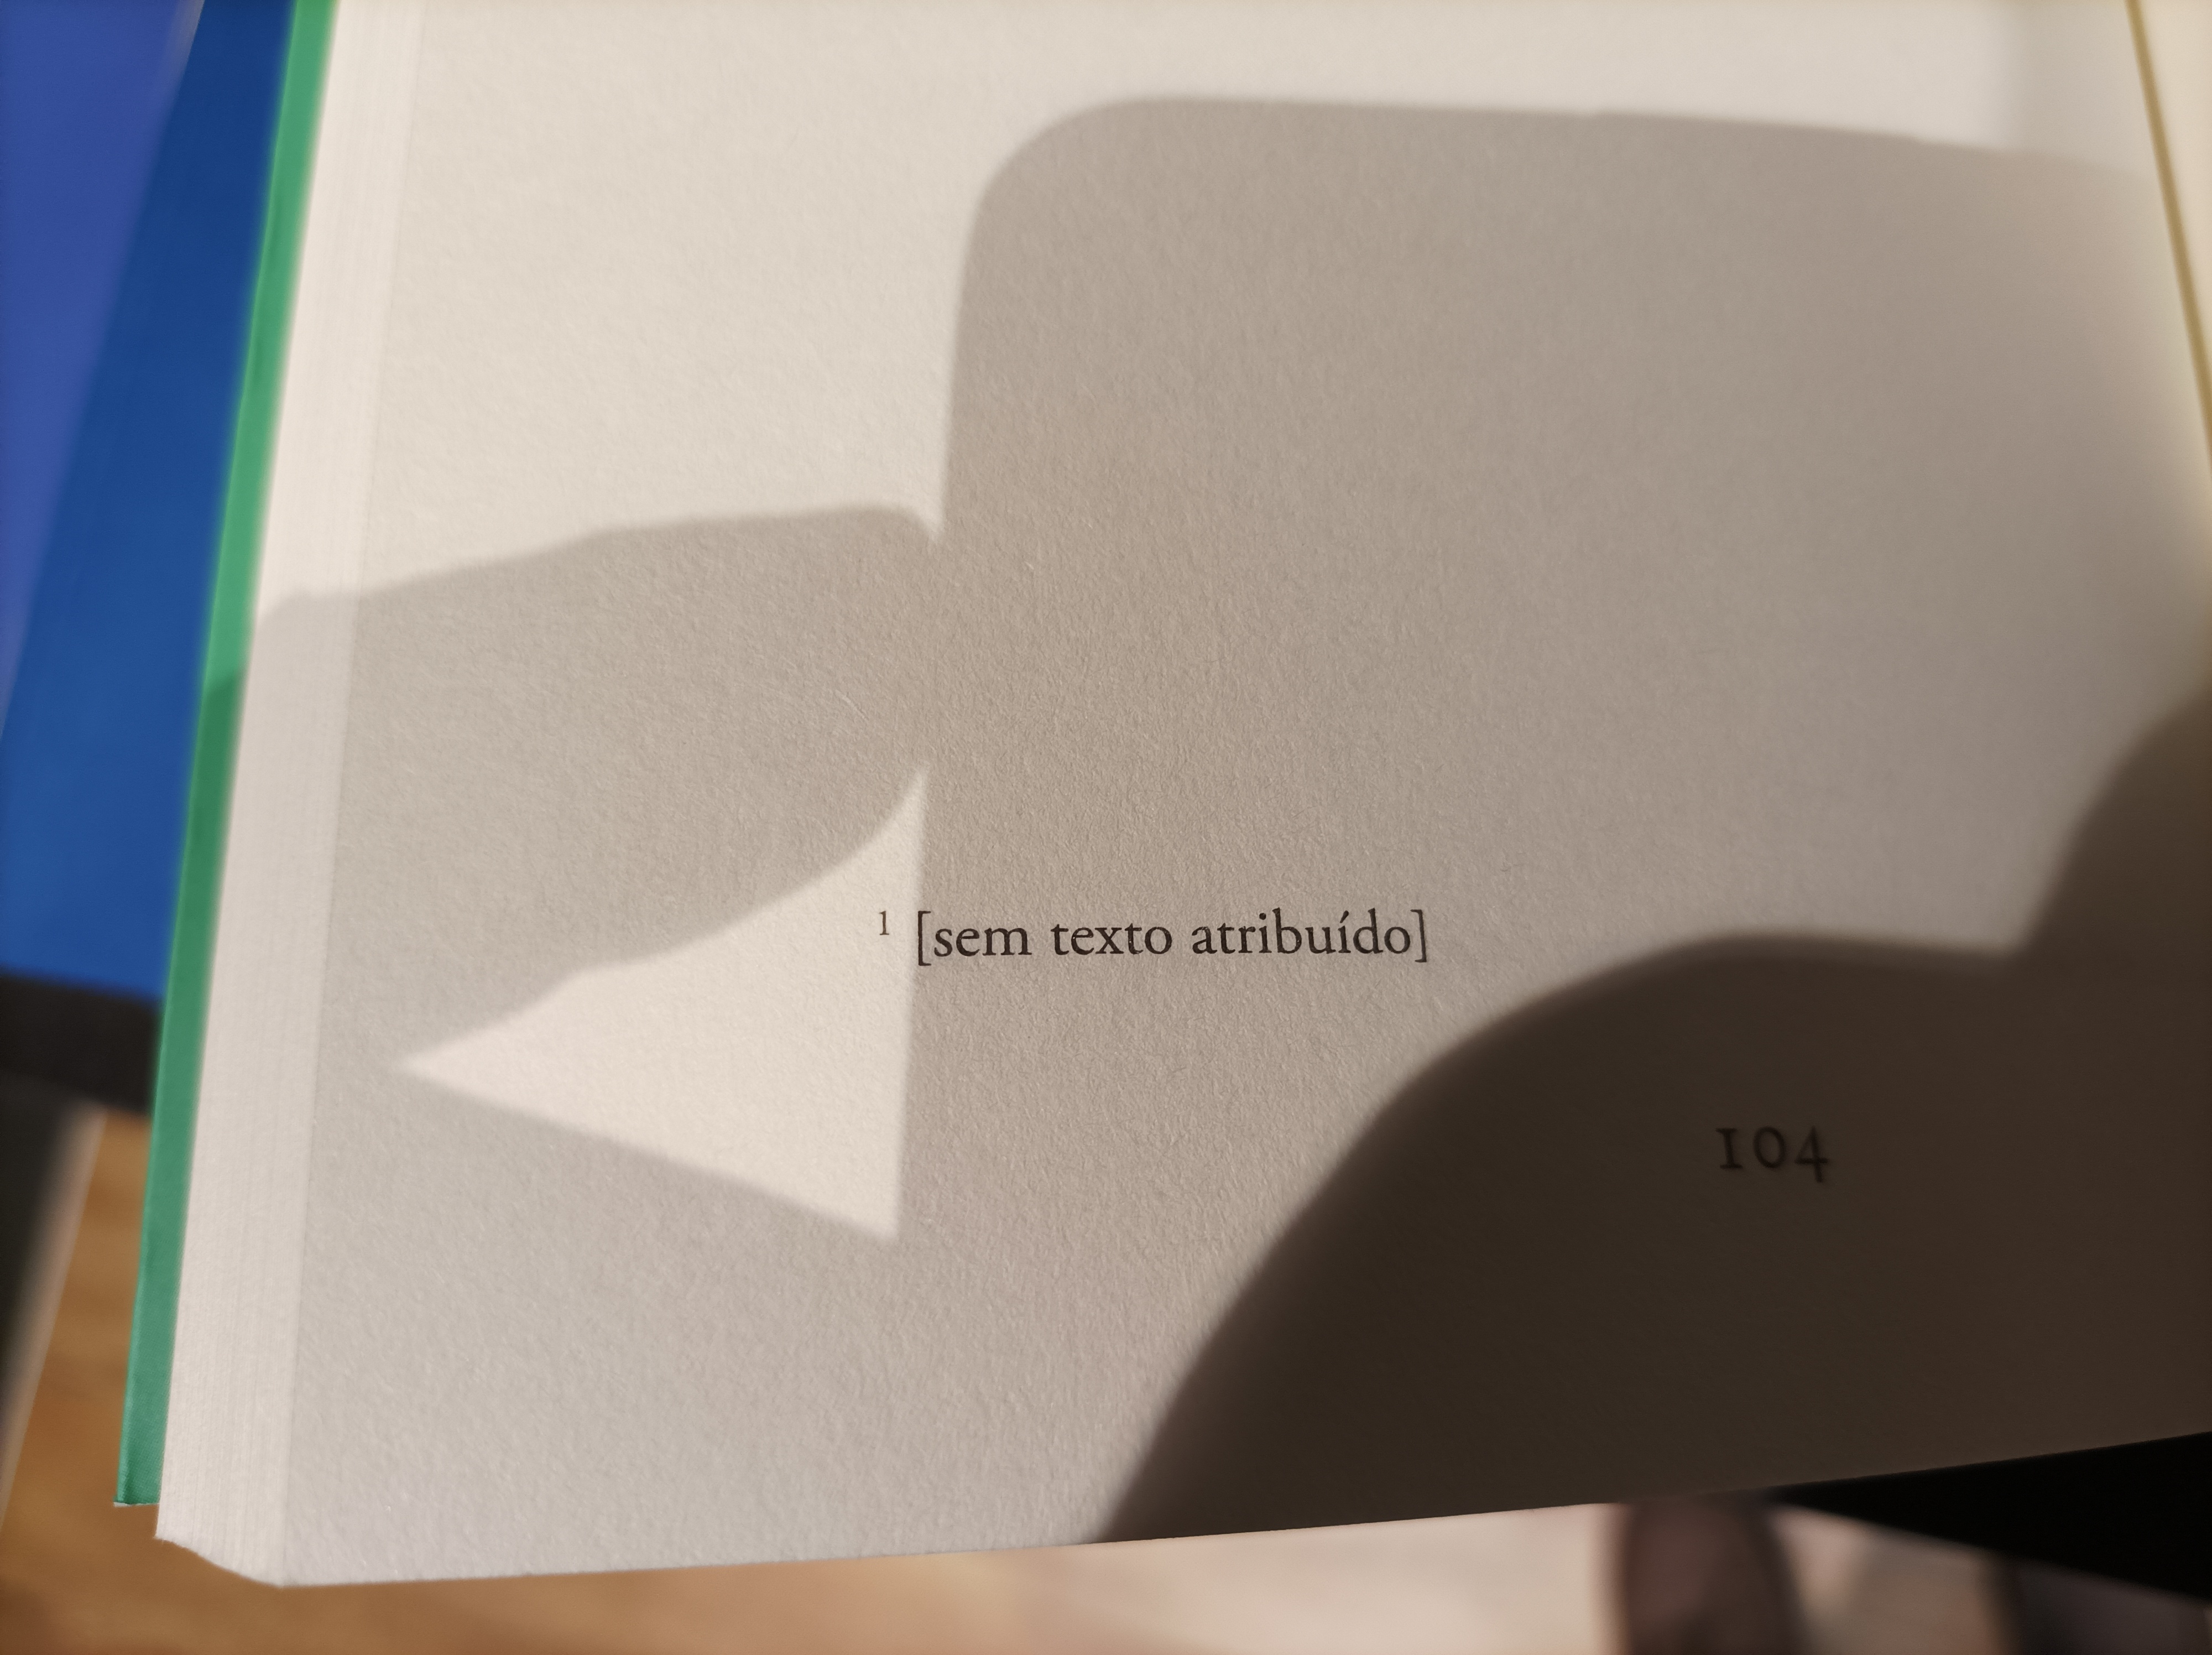 ¹ [sem texto atribuído]
104